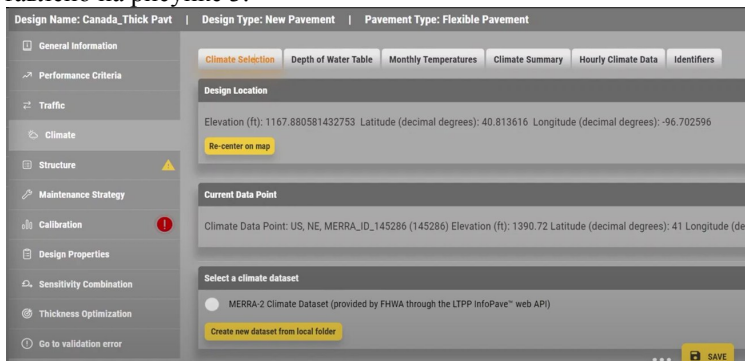 Design Name: Canada_Thick Pavt | Design Type: New Pavement | Pavement Type: Flexible Pavement
General Information
Performance Criteria
Traffic
Climate
Structure
Maintenance Strategy
Calibration
Design Properties
Sensitivity Combination
Thickness Optimization
Go to validation error
Climate Selection Depth of Water Table Monthly Temperatures Climate Summary Hourly Climate Data Identifiers
Design Location
Elevation (ft): 1167.880581432753 Latitude (decimal degrees): 40.813616 Longitude (decimal degrees): -96.702596
Re-center on map
Current Data Point
Climate Data Point: US, NE, MERRA_ID_145286 (145286) Elevation (ft): 1390.72 Latitude (decimal degrees): 41 Longitude (de
Select a climate dataset
MERRA-2 Climate Dataset (provided by FHWA through the LTPP InfoPave™ web API)
Create new dataset from local folder
SAVE